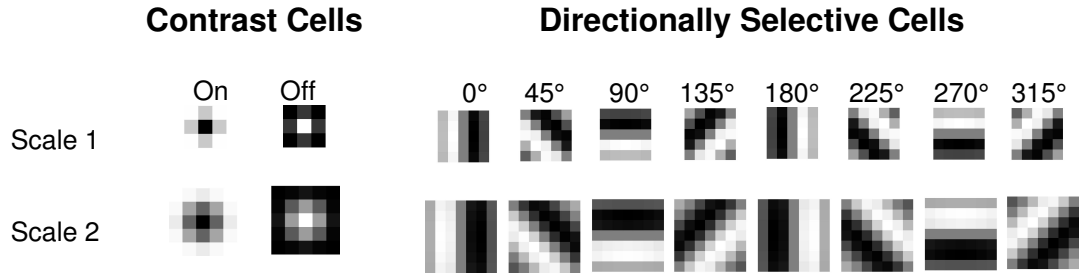 Contrast Cells Directionally Selective Cells
On Off 0° 45° 90° 135° 180° 225° 270° 315°
Scale 1
Scale 2